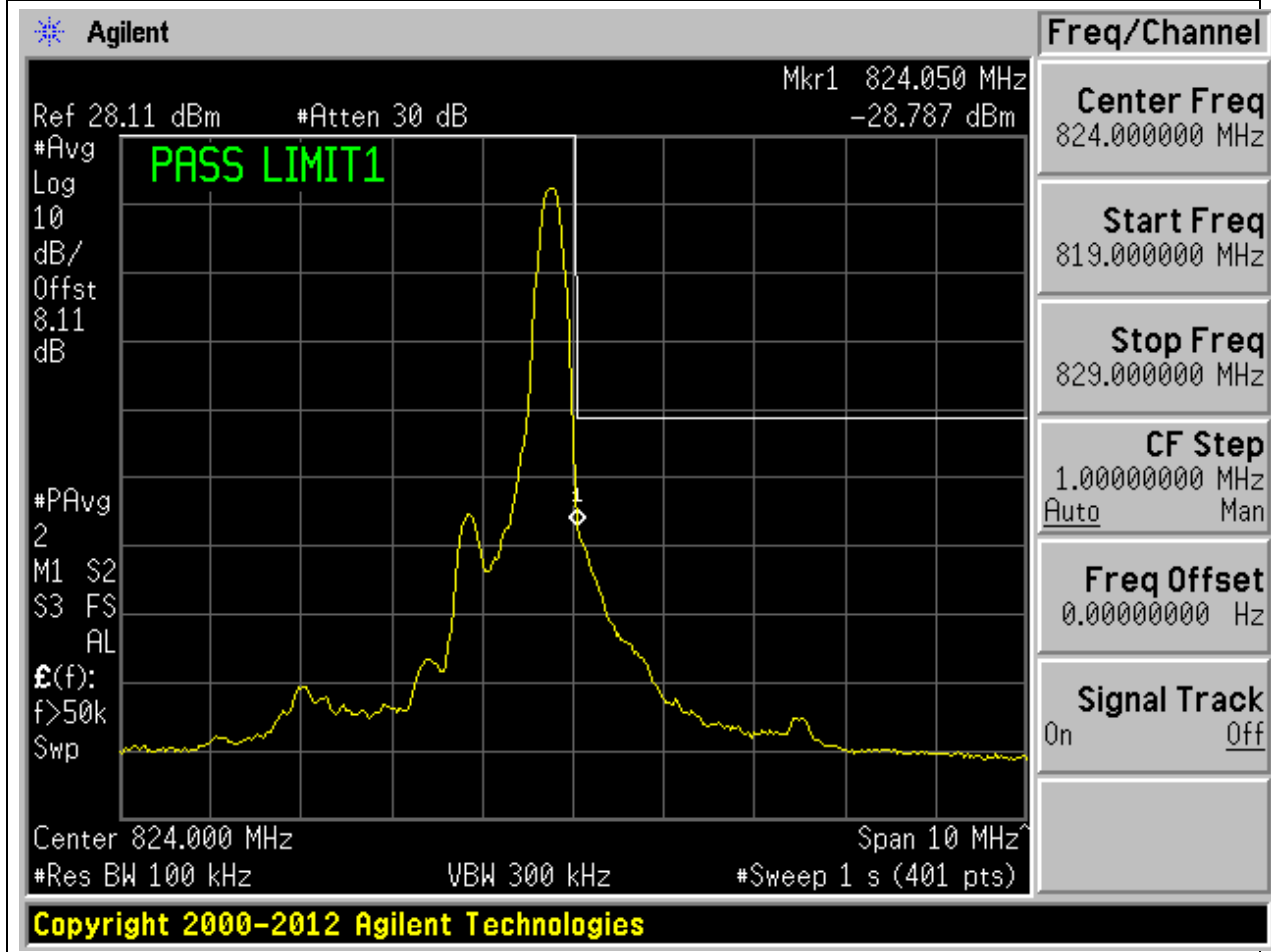 Agilent
Freq/Channel
Mkr1 824.050 MHz
Ref 28.11 dBm #Atten 30 dB -28.787 dBm
#Avg
Log
10
dB/
Offst
8.11
dB
PASS LIMIT1
1
#PAvg
2
M1 S2
S3 FS
AL
£(f):
f>50k
Swp
Center 824.000 MHz Span 10 MHz^
#Res BW 100 kHz VBW 300 kHz #Sweep 1 s (401 pts)
Copyright 2000-2012 Agilent Technologies
Center Freq
824.000000 MHz
Start Freq
819.000000 MHz
Stop Freq
829.000000 MHz
CF Step
1.00000000 MHz
Auto Man
Freq Offset
0.00000000 Hz
Signal Track
On Off